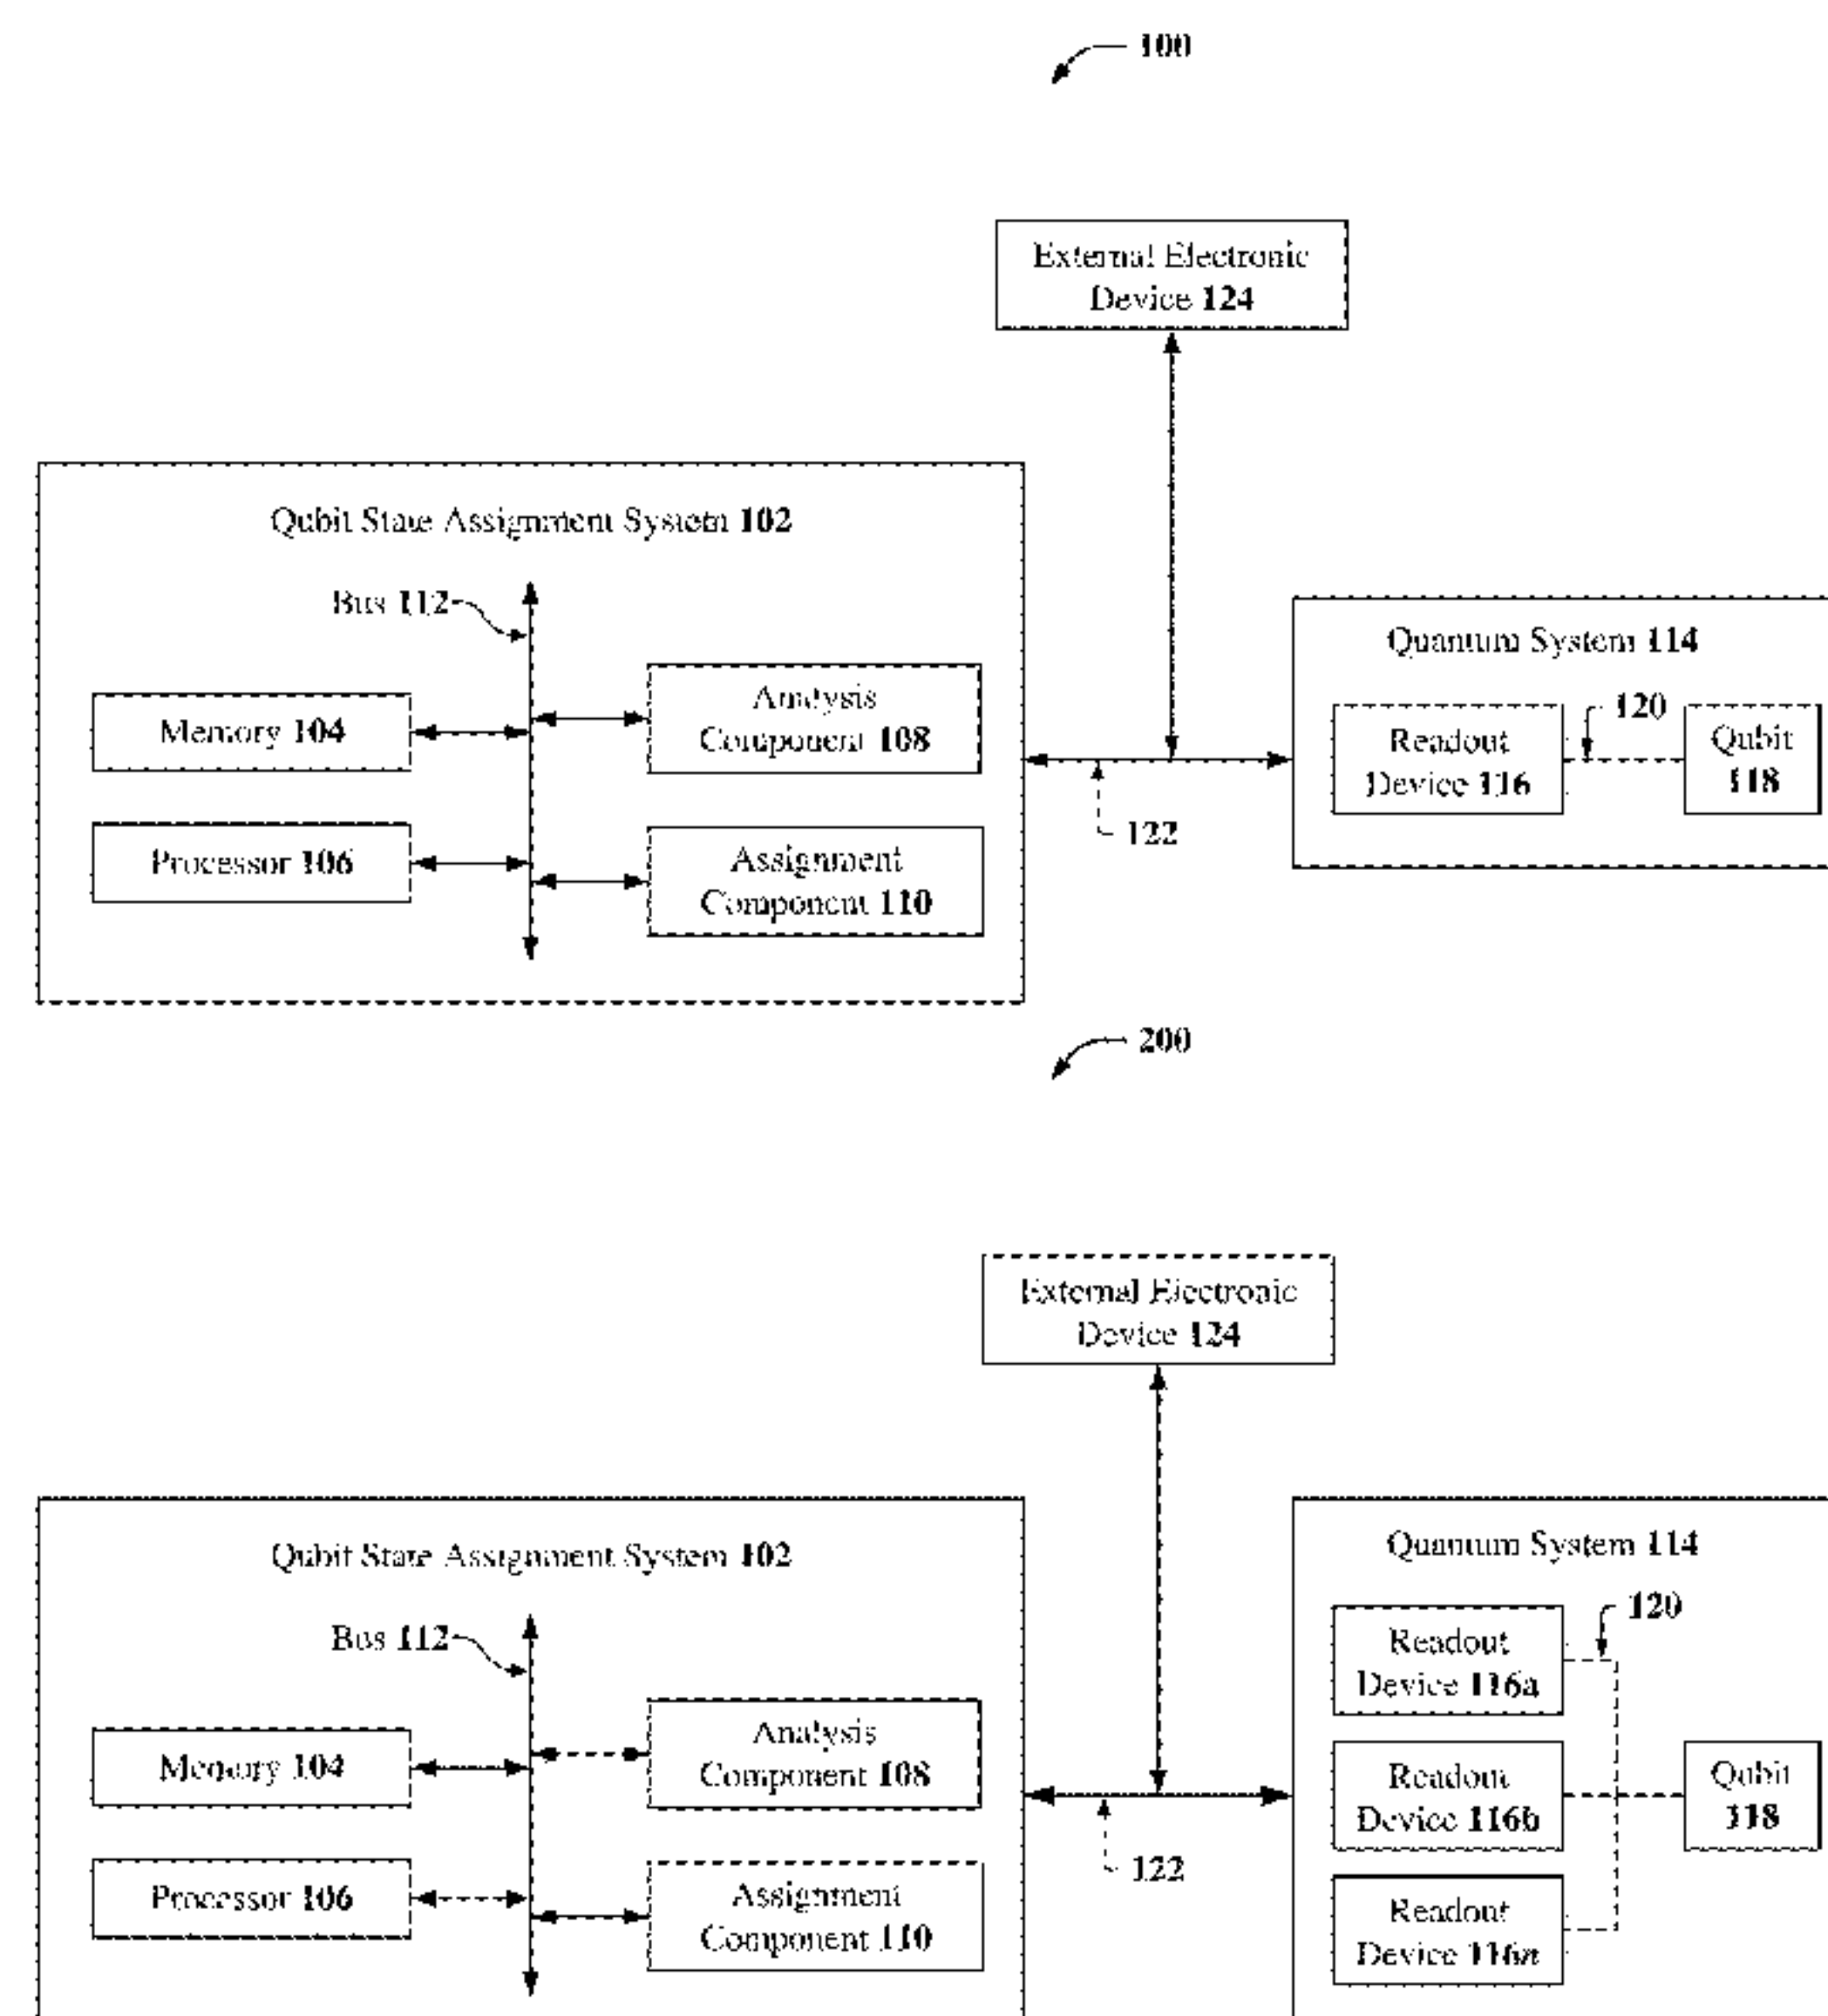 100
External Electronic
Device 124
Qubit State Assignment System 102
Bus 112
Memory 104
Processor 106
Analysis
Component 108
Assignment
Component 110
122
Quantum System 114
Readout
Device 116
120
Qubit
118
200
External Electronic
Device 124
Qubit State Assignment System 102
Bus 112
Memory 104
Processor 106
Analysis
Component 108
Assignment
Component 110
122
Quantum System 114
Readout
Device 116a
120
Readout
Device 116b
Readout
Device 116n
Qubit
118